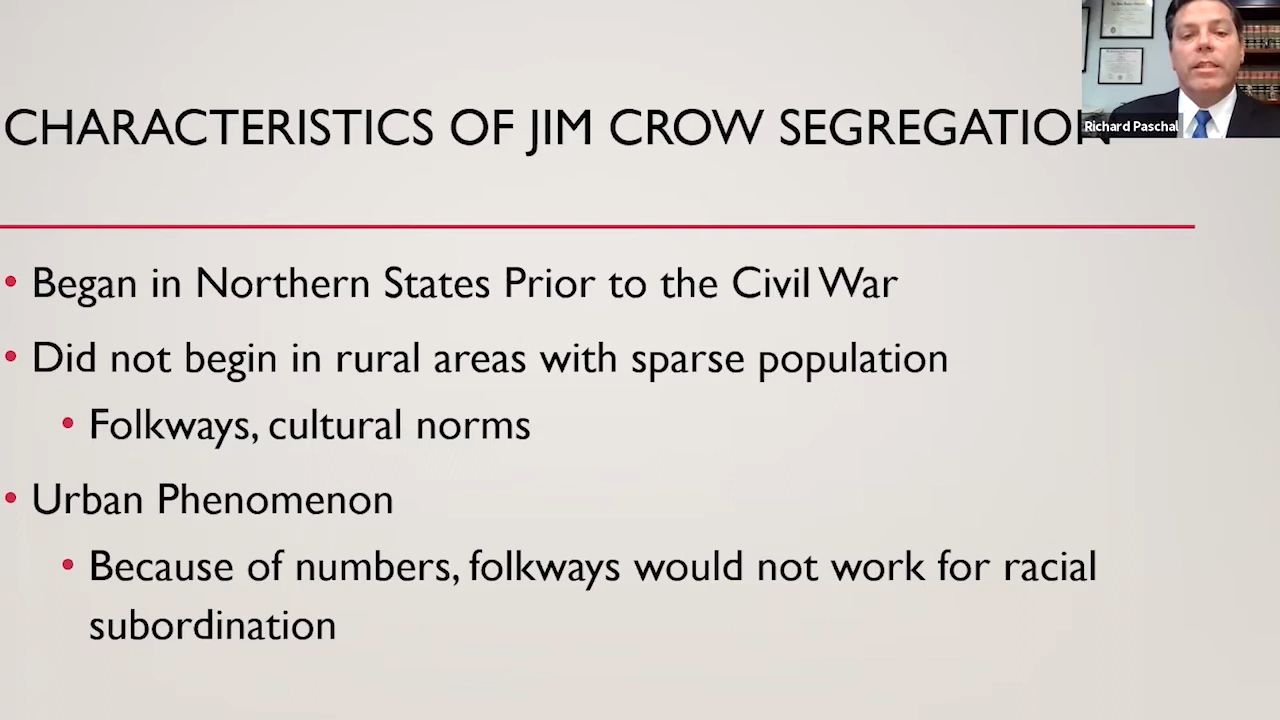 CHARACTERISTICS OF JIM CROW SEGREGATION
Richard Paschal
• Began in Northern States Prior to the Civil War
• Did not begin in rural areas with sparse population
• Folkways, cultural norms
• Urban Phenomenon
• Because of numbers, folkways would not work for racial
subordination